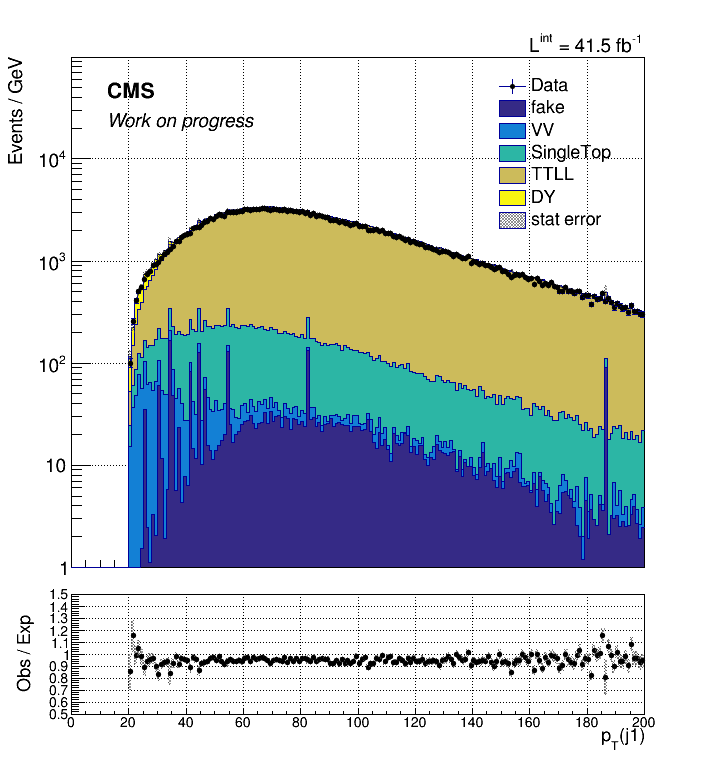 L^int = 41.5 fb^-1
Events / GeV
CMS
Work on progress
Data
fake
VV
SingleTop
TTLL
DY
stat error
10^4
10^3
10^2
10
1
Obs / Exp
1.5
1.4
1.3
1.2
1.1
1
0.9
0.8
0.7
0.6
0.5
0 20 40 60 80 100 120 140 160 180 200
p_T(j1)